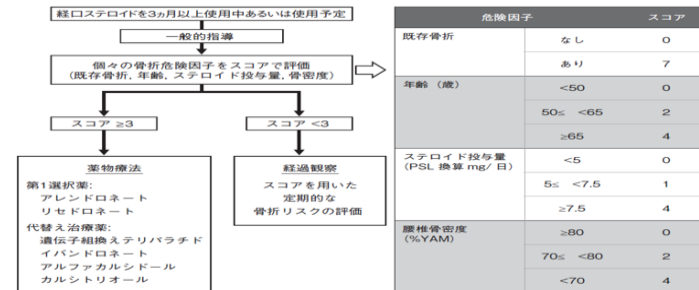 経口ステロイドを3ヵ月以上使用中あるいは使用予定
一般的指導
個々の骨折危険因子をスコアで評価
(既存骨折, 年齢, ステロイド投与量, 骨密度)
スコア ≥3
スコア <3
薬物療法
第1選択薬:
アレンドロネート
リセドロネート
代替え治療薬:
遺伝子組換えテリパラチド
イバンドロネート
アルファカルシドール
カルシトリオール
経過観察
スコアを用いた
定期的な
骨折リスクの評価
危険因子 スコア
既存骨折 なし 0
あり 7
年齢 (歳) <50 0
50≤ <65 2
≥65 4
ステロイド投与量
(PSL 換算 mg/ 日) <5 0
5≤ <7.5 1
≥7.5 4
腰椎骨密度
(%YAM) ≥80 0
70≤ <80 2
<70 4